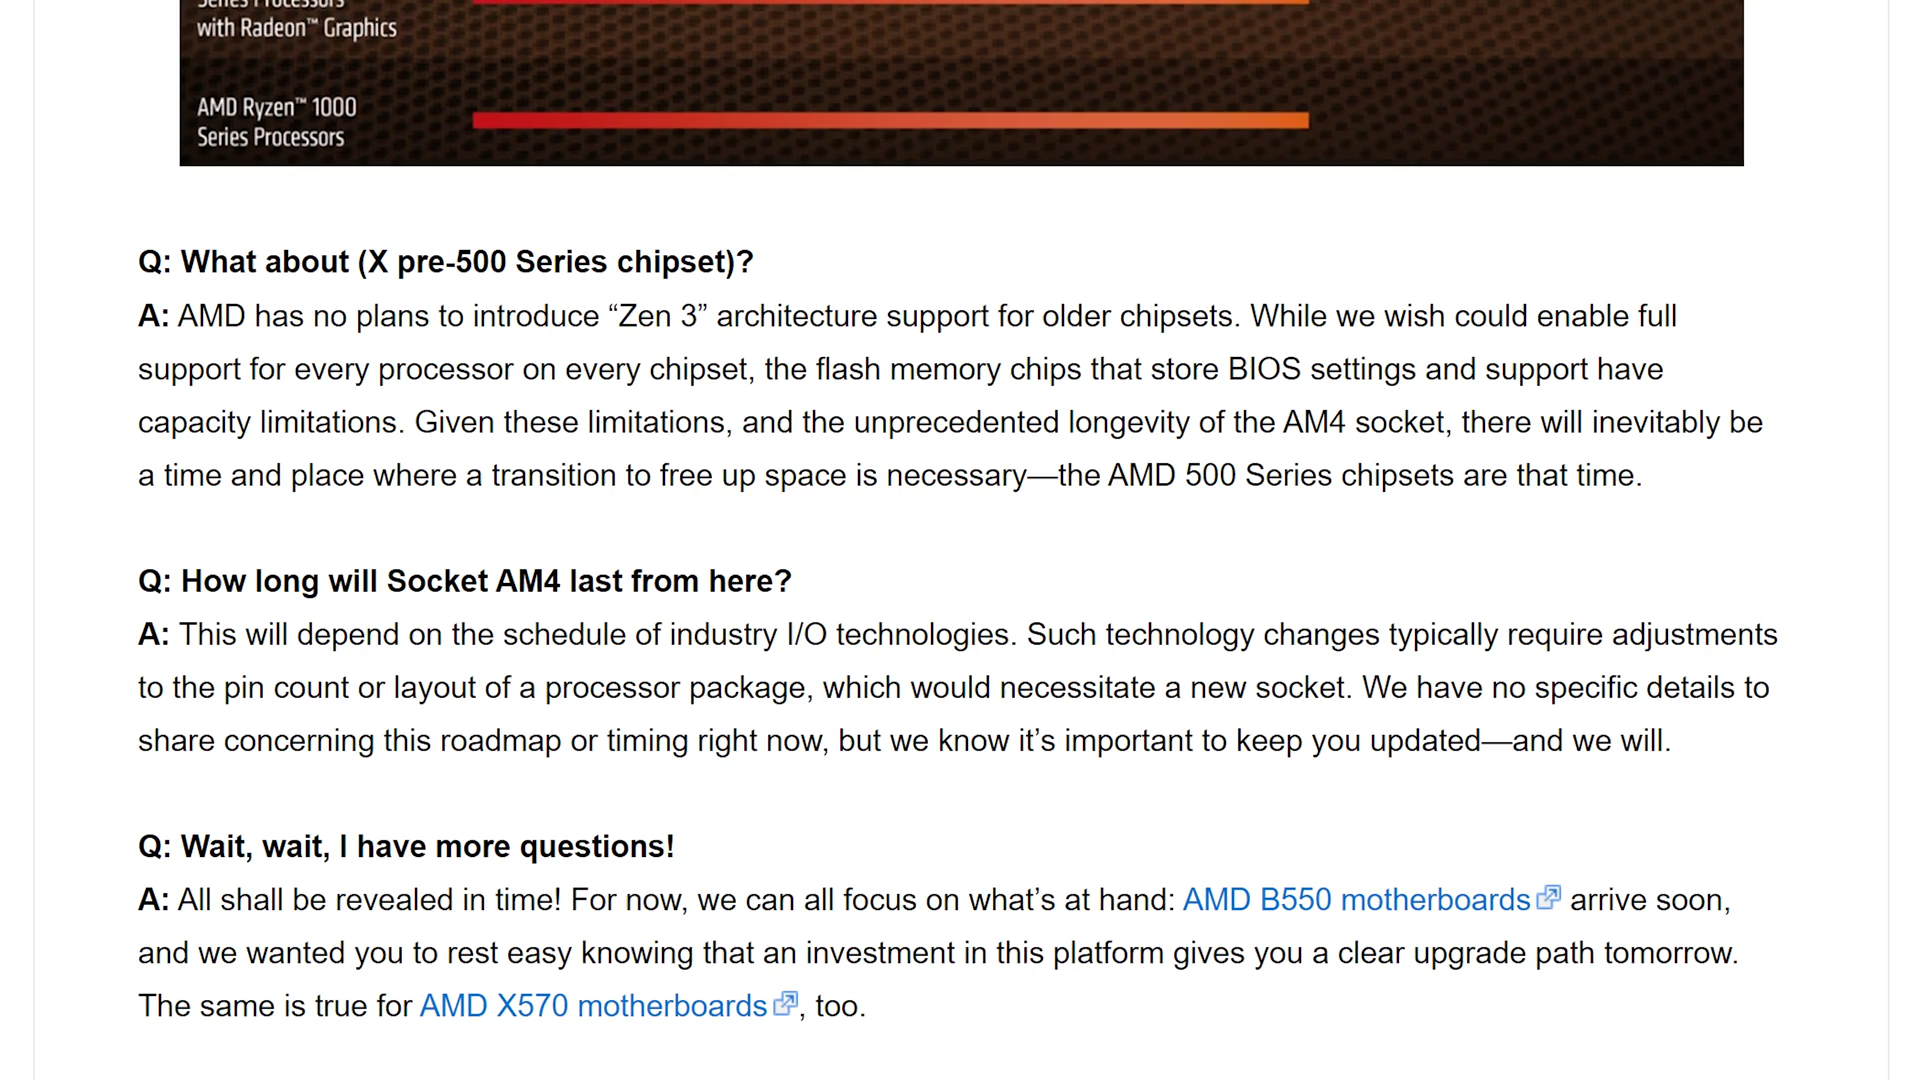 Series Processors
with Radeon™ Graphics
AMD Ryzen™ 1000
Series Processors
Q: What about (X pre-500 Series chipset)?
A: AMD has no plans to introduce “Zen 3” architecture support for older chipsets. While we wish could enable full
support for every processor on every chipset, the flash memory chips that store BIOS settings and support have
capacity limitations. Given these limitations, and the unprecedented longevity of the AM4 socket, there will inevitably be
a time and place where a transition to free up space is necessary—the AMD 500 Series chipsets are that time.
Q: How long will Socket AM4 last from here?
A: This will depend on the schedule of industry I/O technologies. Such technology changes typically require adjustments
to the pin count or layout of a processor package, which would necessitate a new socket. We have no specific details to
share concerning this roadmap or timing right now, but we know it’s important to keep you updated—and we will.
Q: Wait, wait, I have more questions!
A: All shall be revealed in time! For now, we can all focus on what’s at hand: AMD B550 motherboards arrive soon,
and we wanted you to rest easy knowing that an investment in this platform gives you a clear upgrade path tomorrow.
The same is true for AMD X570 motherboards, too.